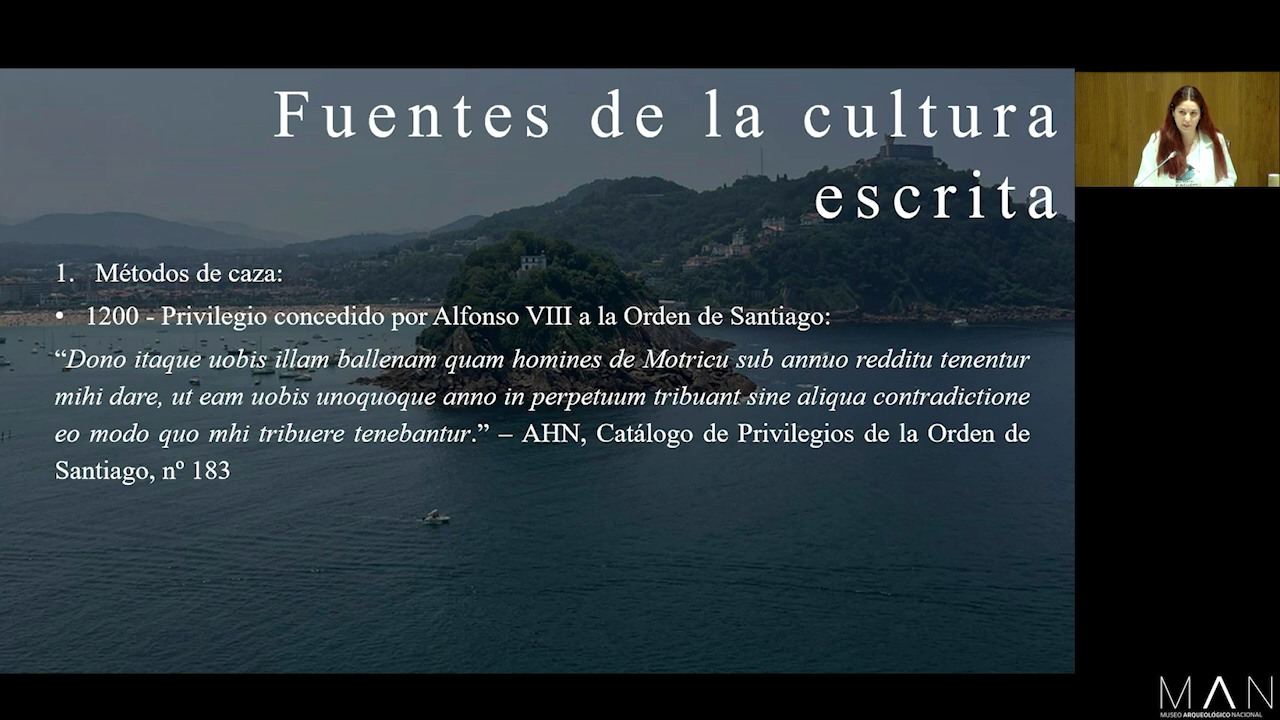 Fuentes de la cultura
escrita
1. Métodos de caza:
• 1200 - Privilegio concedido por Alfonso VIII a la Orden de Santiago:
“Dono itaque uobis illam ballenam quam homines de Motricu sub annuo redditu tenentur
mihi dare, ut eam uobis unoquoque anno in perpetuum tribuant sine aliqua contradictione
eo modo quo mhi tribuere tenebantur.” – AHN, Catálogo de Privilegios de la Orden de
Santiago, nº 183
MAN
MUSEO ARQUEOLÓGICO NACIONAL